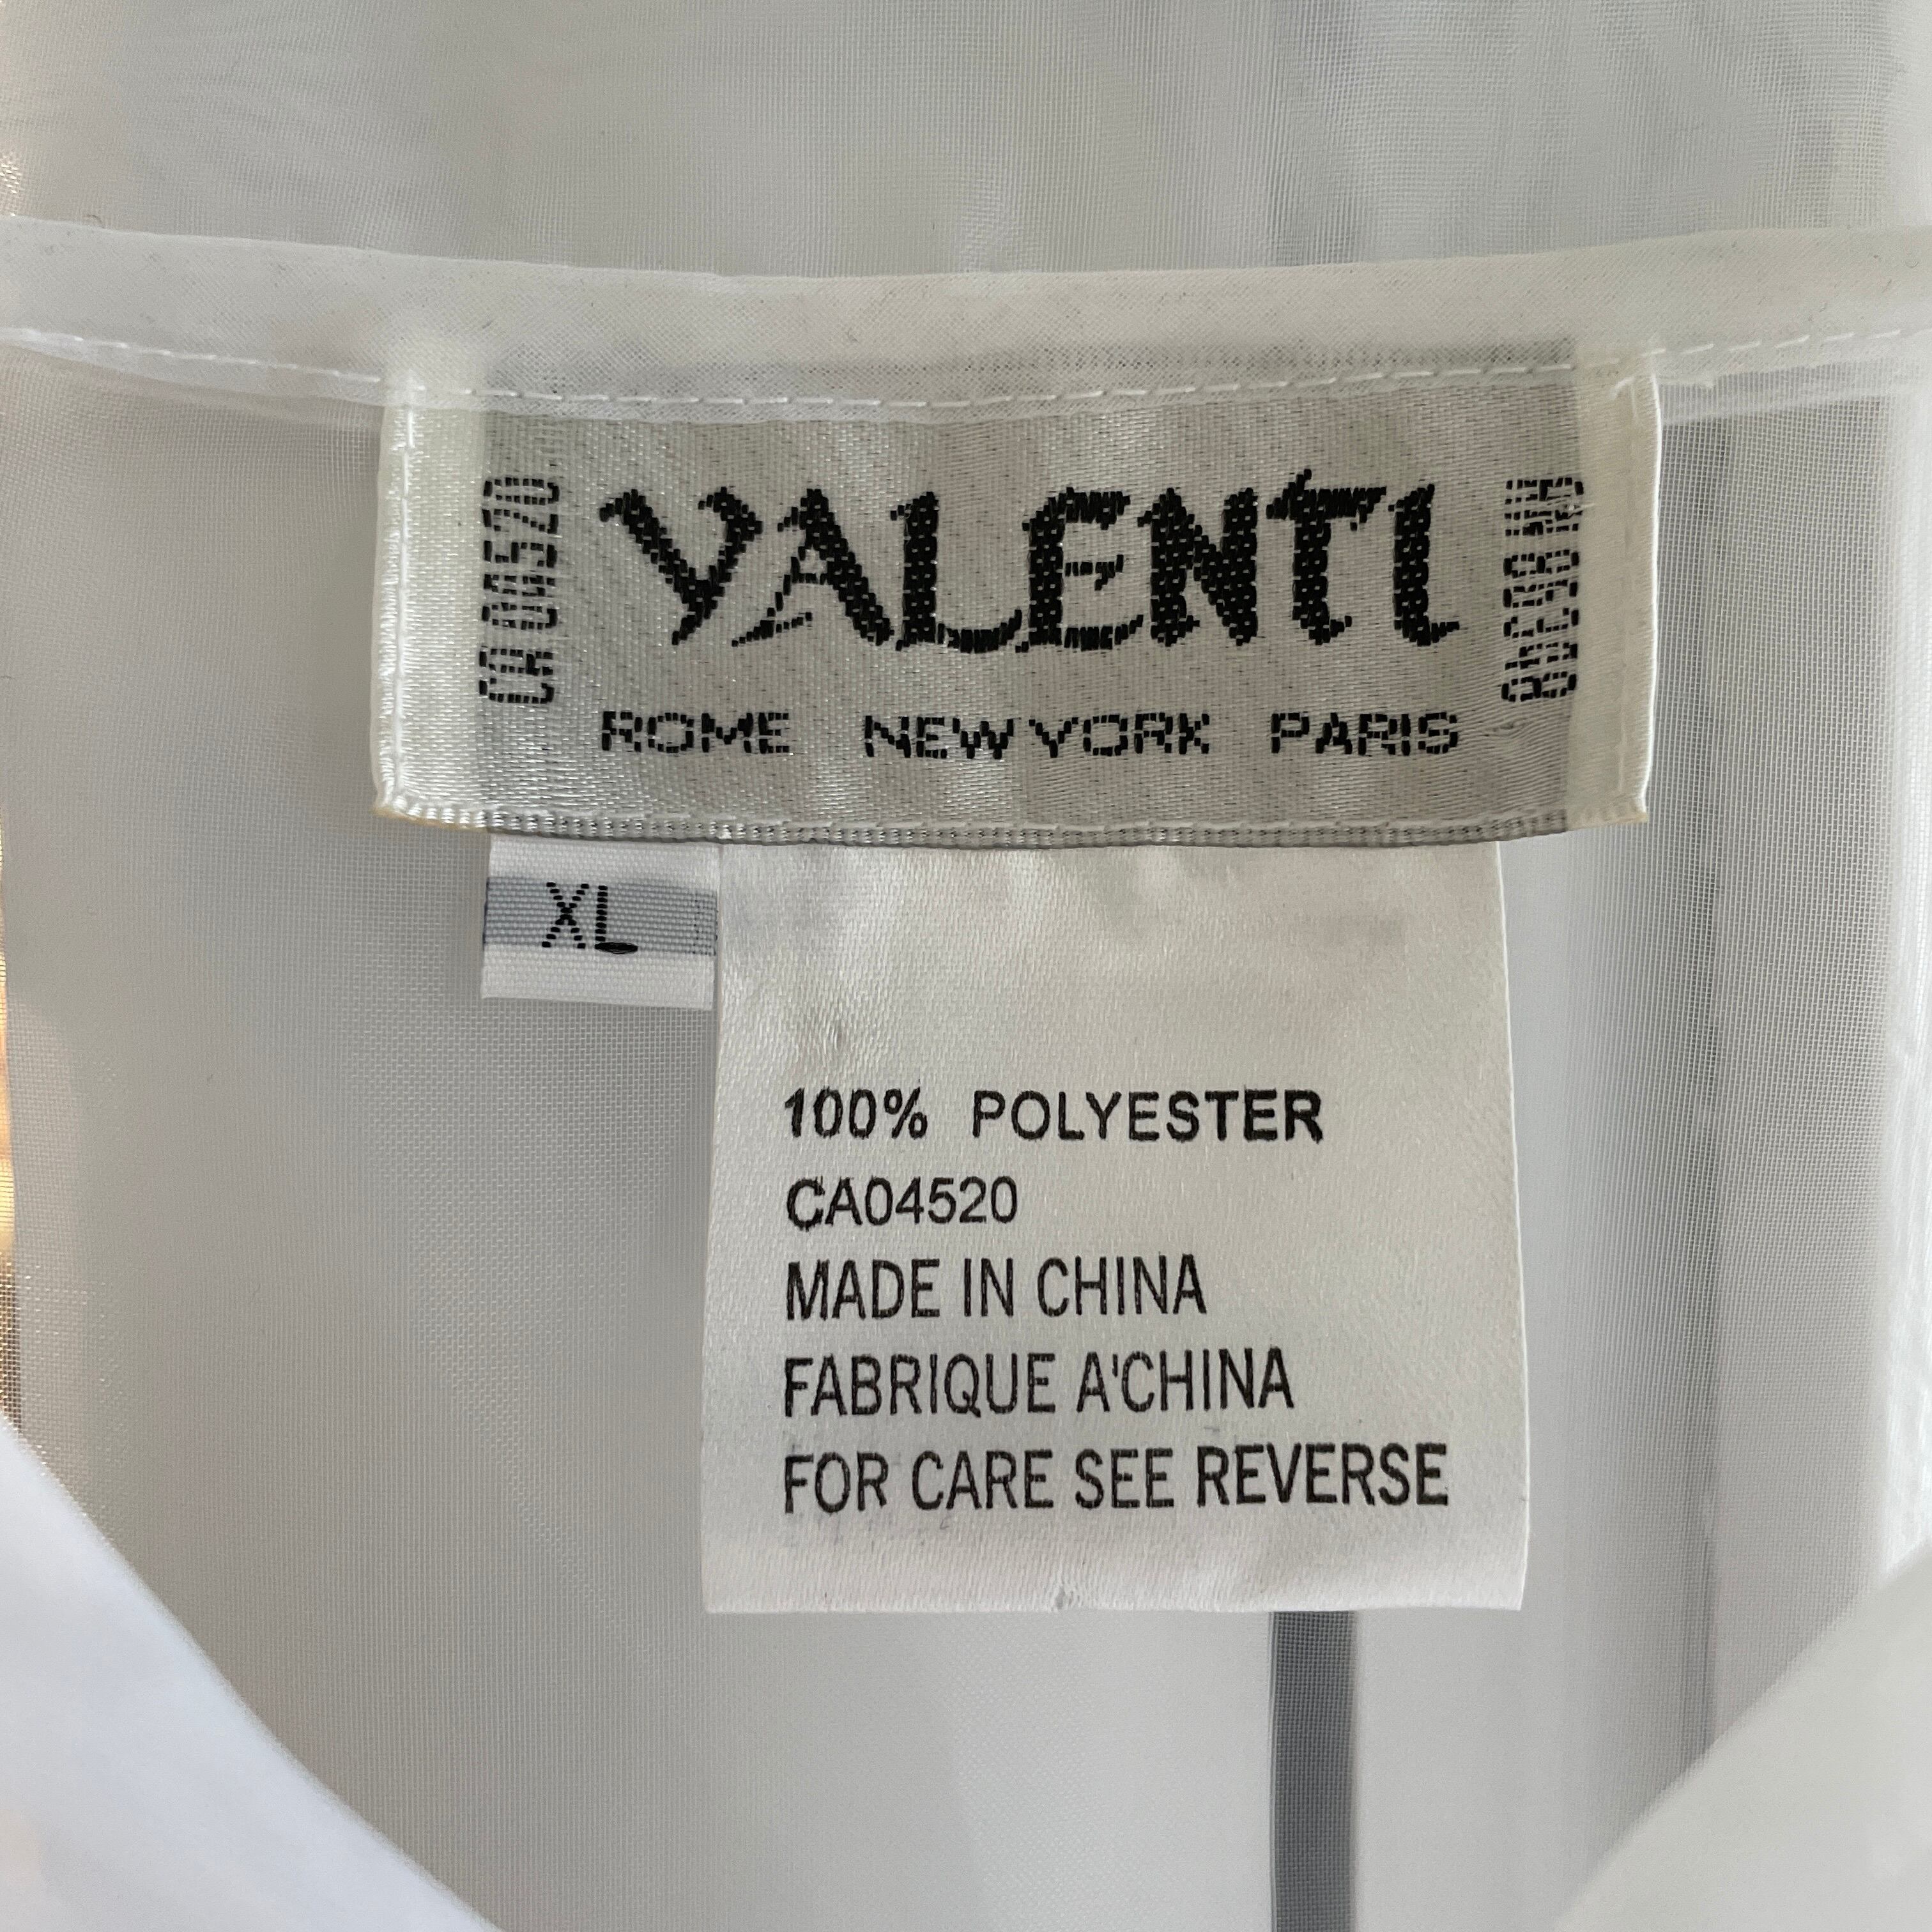 CA 04520
VALENTI
ROME NEW YORK PARIS
XL
100% POLYESTER
CA04520
MADE IN CHINA
FABRIQUE A'CHINA
FOR CARE SEE REVERSE